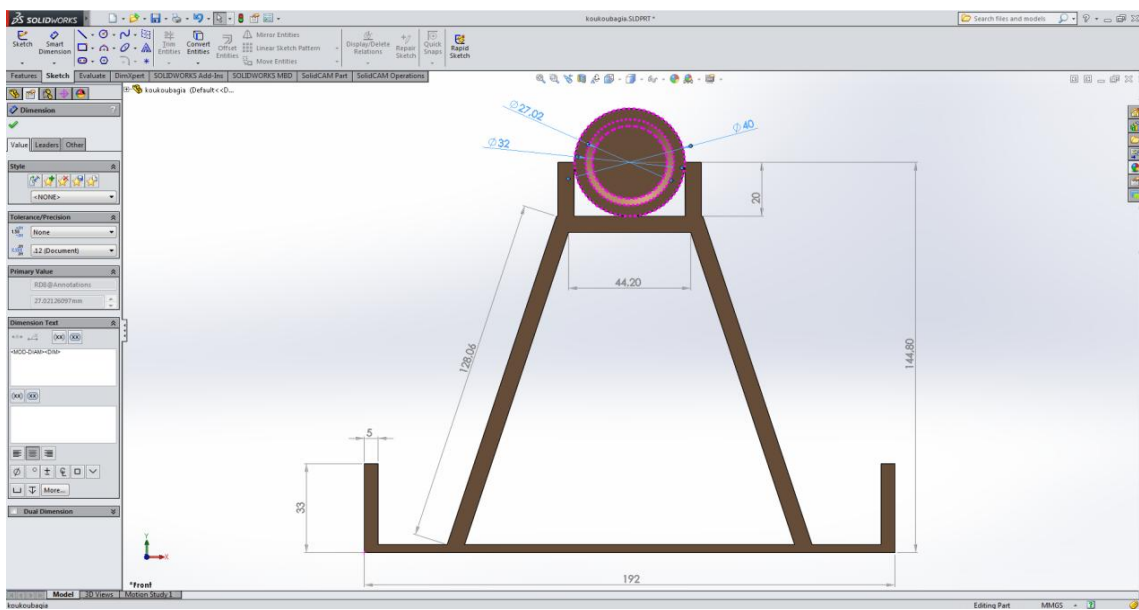 SOLIDWORKS
koukoubagia.SLDPRT *
Search files and models
Sketch
Smart Dimension
Trim Entities
Convert Entities
Offset Entities
Mirror Entities
Linear Sketch Pattern
Move Entities
Display/Delete Relations
Repair Sketch
Quick Snaps
Rapid Sketch
Features Sketch Evaluate DimXpert SOLIDWORKS Add-Ins SOLIDWORKS MBD SolidCAM Part SolidCAM Operations
koukoubagia (Default<<D...
Dimension ?
Value Leaders Other
Style
<NONE>
Tolerance/Precision
None
.12 (Document)
Primary Value
RD8@Annotations
27.02126097mm
Dimension Text
<MOD-DIAM><DIM>
More...
Dual Dimension
∅27,02
∅40
∅32
20
44,20
128,06
144,80
5
33
192
Y
X
*Front
Model 3D Views Motion Study 1
koukoubagia
Editing Part MMGS